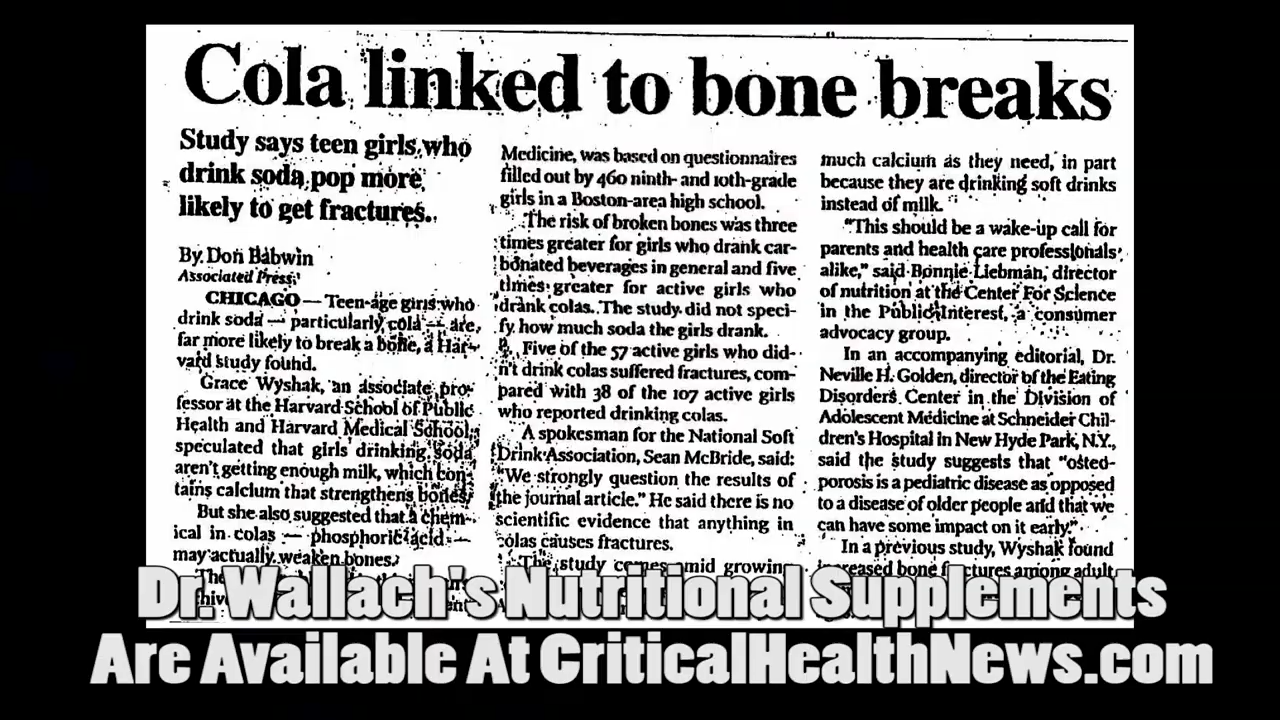 Cola linked to bone breaks
Study says teen girls who
drink soda pop more
likely to get fractures.
By Don Babwin
Associated Press
CHICAGO — Teen-age girls who
drink soda — particularly cola — are
far more likely to break a bone, a Har-
vard study found.
Grace Wyshak, an associate pro-
fessor at the Harvard School of Public
Health and Harvard Medical School,
speculated that girls drinking soda
aren't getting enough milk, which con-
tains calcium that strengthens bones.
But she also suggested that a chem-
ical in colas — phosphoric acid —
may actually weaken bones.
Medicine, was based on questionnaires
filled out by 460 ninth- and 10th-grade
girls in a Boston-area high school.
The risk of broken bones was three
times greater for girls who drank car-
bonated beverages in general and five
times greater for active girls who
drank colas. The study did not speci-
fy how much soda the girls drank.
Five of the 57 active girls who did-
n't drink colas suffered fractures, com-
pared with 38 of the 107 active girls
who reported drinking colas.
A spokesman for the National Soft
Drink Association, Sean McBride, said:
"We strongly question the results of
the journal article." He said there is no
scientific evidence that anything in
colas causes fractures.
The study comes amid growing
much calcium as they need, in part
because they are drinking soft drinks
instead of milk.
"This should be a wake-up call for
parents and health care professionals
alike," said Bonnie Liebman, director
of nutrition at the Center For Science
in the Public Interest, a consumer
advocacy group.
In an accompanying editorial, Dr.
Neville H. Golden, director of the Eating
Disorders Center in the Division of
Adolescent Medicine at Schneider Chil-
dren's Hospital in New Hyde Park, N.Y.,
said the study suggests that "osteo-
porosis is a pediatric disease as opposed
to a disease of older people and that we
can have some impact on it early."
In a previous study, Wyshak found
increased bone fractures among adult
Dr. Wallach's Nutritional Supplements
Are Available At CriticalHealthNews.com